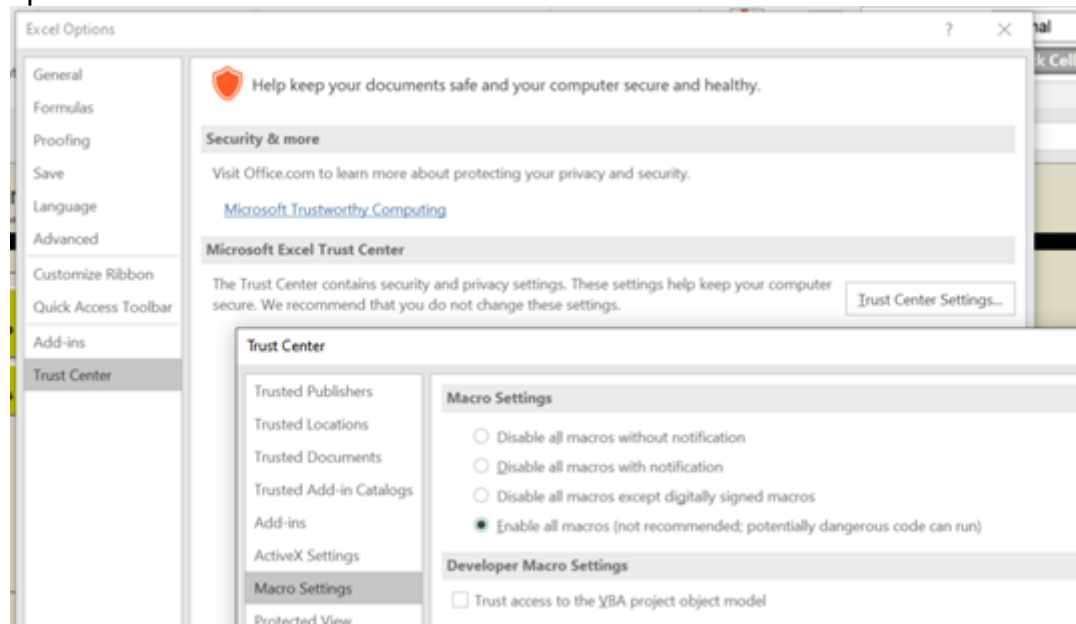 Excel Options
?
nal
k Cell
General
Formulas
Proofing
Save
Language
Advanced
Customize Ribbon
Quick Access Toolbar
Add-ins
Trust Center
Help keep your documents safe and your computer secure and healthy.
Security & more
Visit Office.com to learn more about protecting your privacy and security.
Microsoft Trustworthy Computing
Microsoft Excel Trust Center
The Trust Center contains security and privacy settings. These settings help keep your computer
secure. We recommend that you do not change these settings.
Trust Center Settings...
Trust Center
Trusted Publishers
Trusted Locations
Trusted Documents
Trusted Add-in Catalogs
Add-ins
ActiveX Settings
Macro Settings
Protected View
Macro Settings
Disable all macros without notification
Disable all macros with notification
Disable all macros except digitally signed macros
Enable all macros (not recommended; potentially dangerous code can run)
Developer Macro Settings
Trust access to the VBA project object model